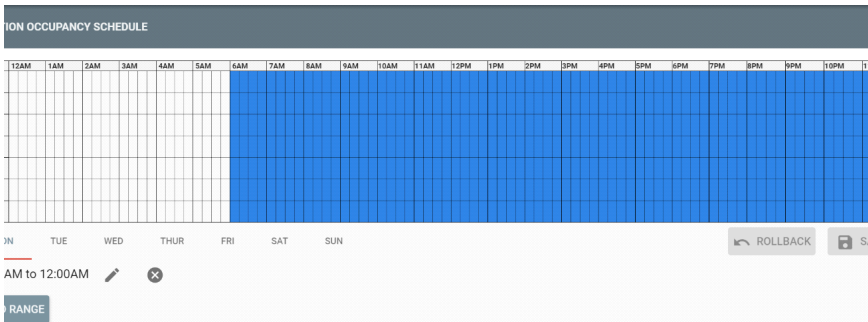 TION OCCUPANCY SCHEDULE
12AM 1AM 2AM 3AM 4AM 5AM 6AM 7AM 8AM 9AM 10AM 11AM 12PM 1PM 2PM 3PM 4PM 5PM 6PM 7PM 8PM 9PM 10PM 1
ON TUE WED THUR FRI SAT SUN ROLLBACK SA
AM to 12:00AM
RANGE